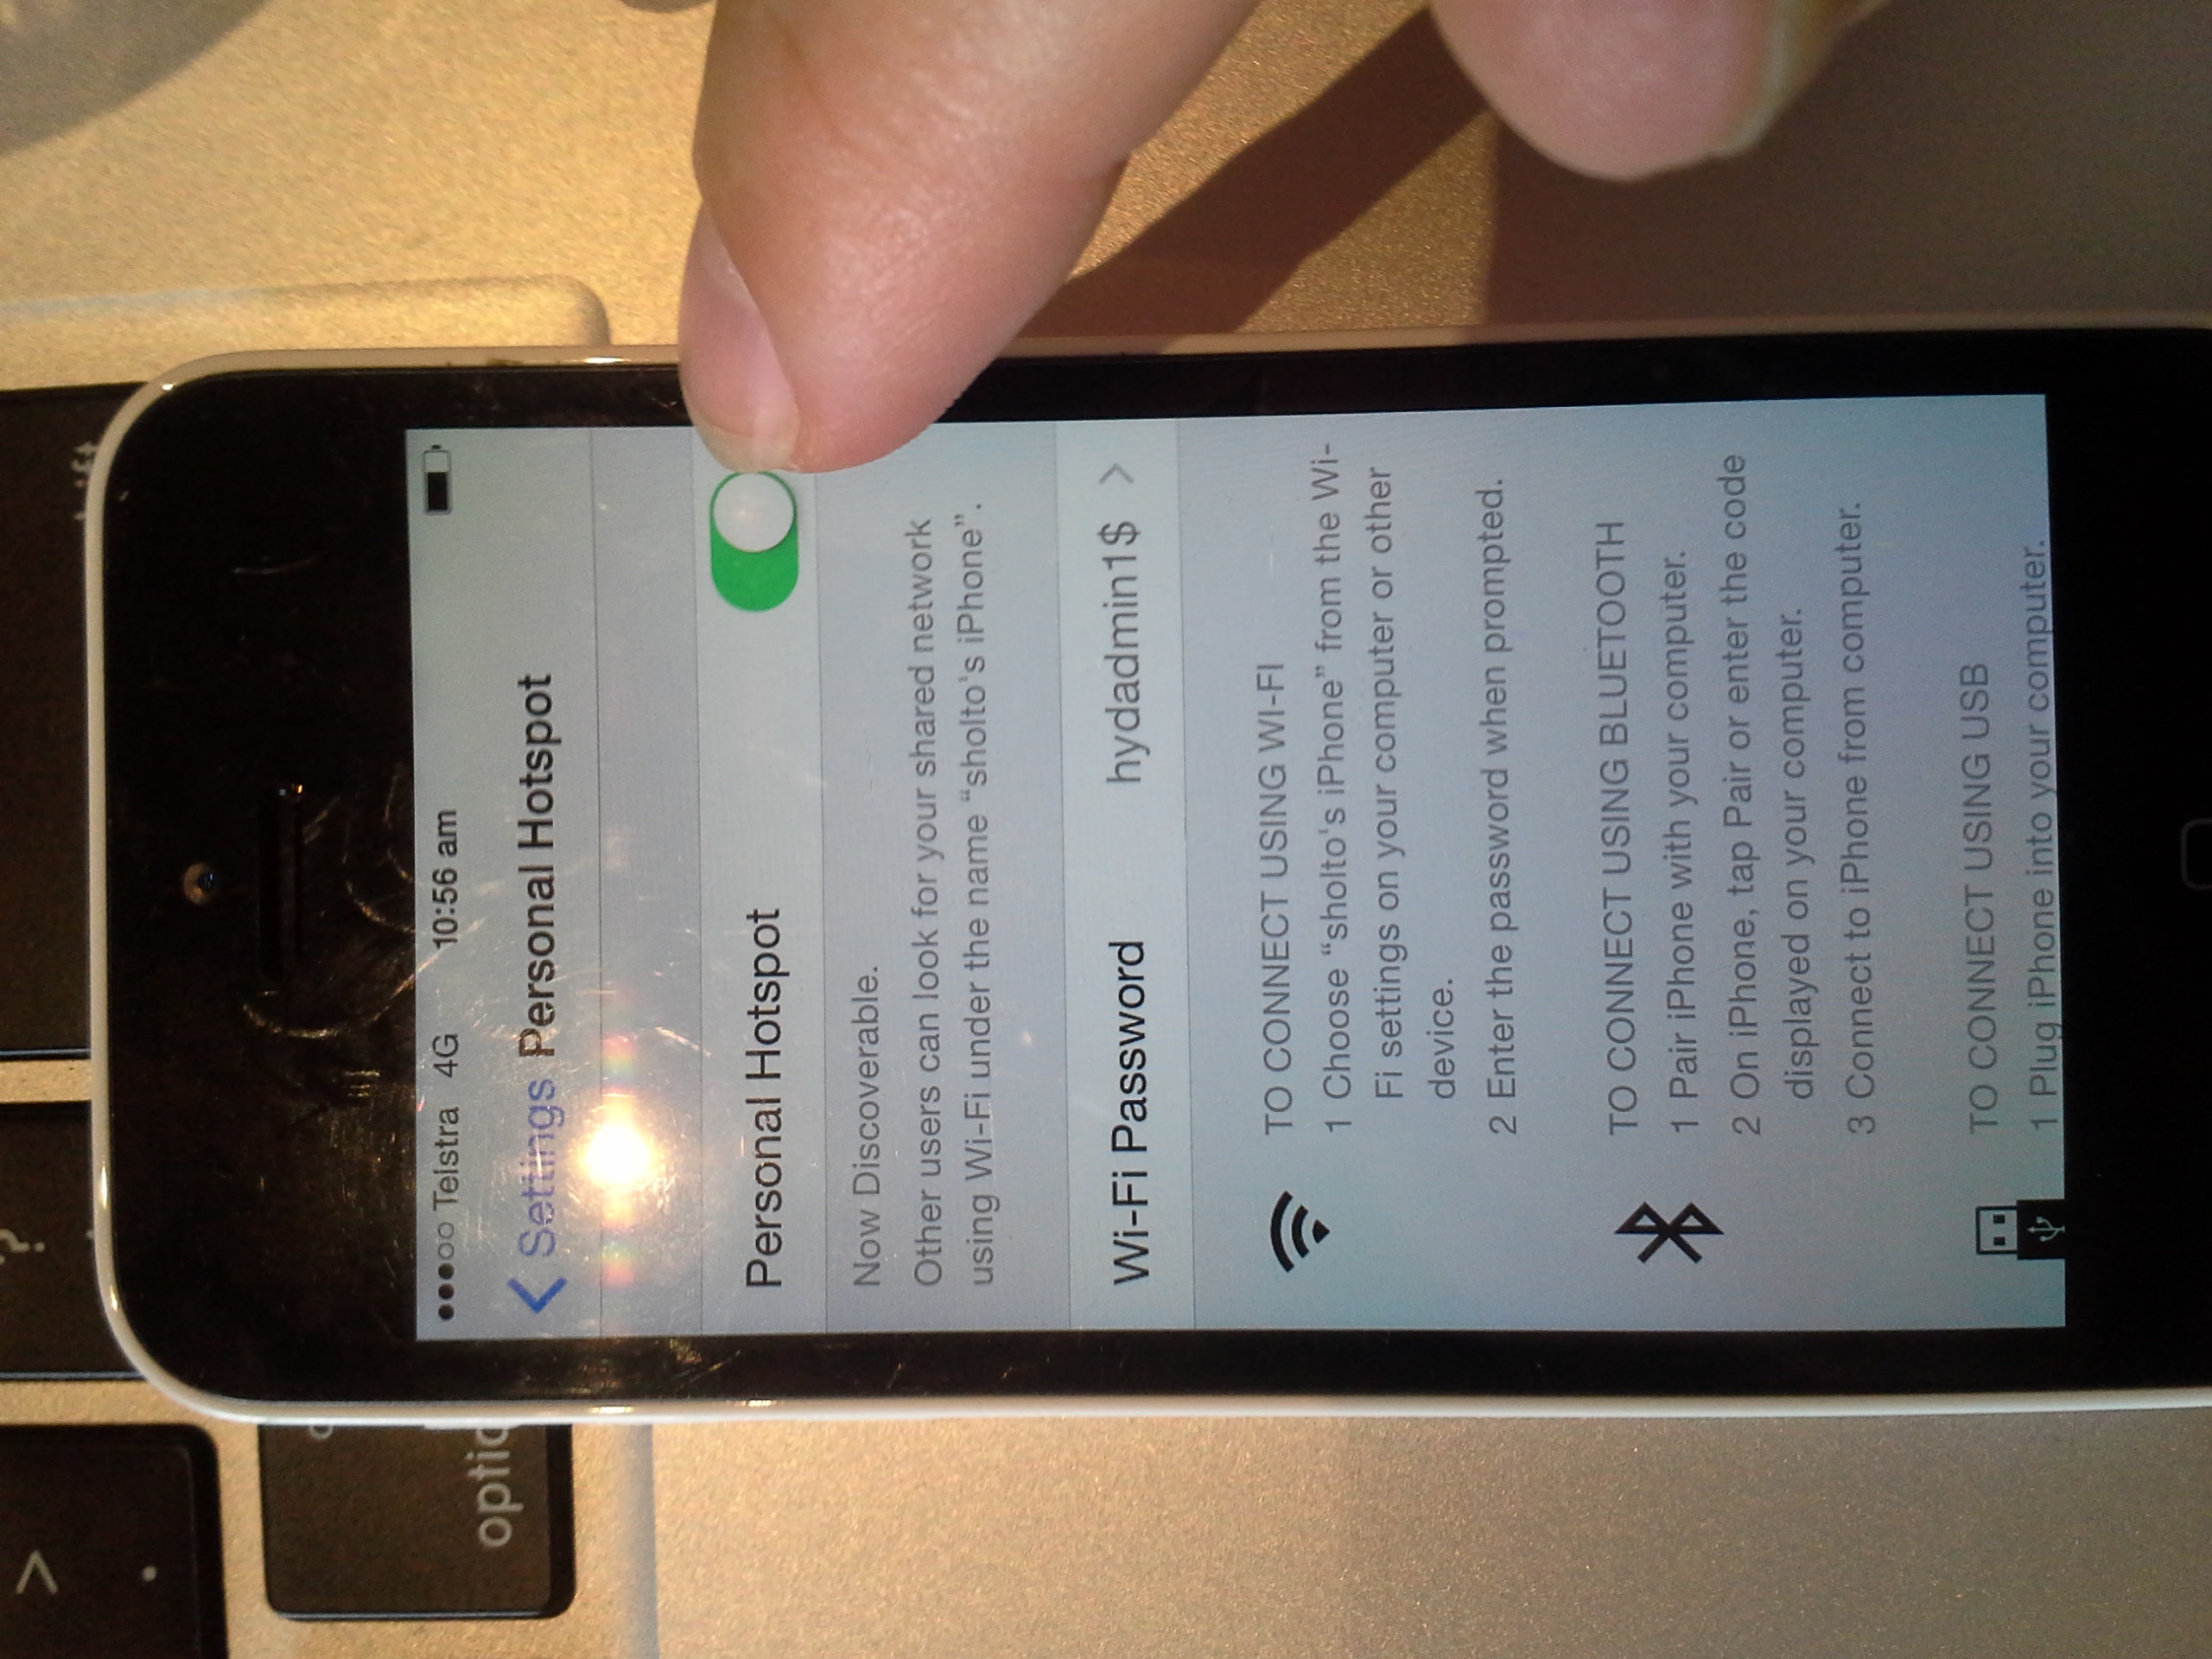 >
?
.
option
Telstra 4G 10:56 am
Settings Personal Hotspot
Personal Hotspot
Now Discoverable.
Other users can look for your shared network
using Wi-Fi under the name “sholto's iPhone”.
Wi-Fi Password hydadmin1$ >
TO CONNECT USING WI-FI
1 Choose “sholto's iPhone” from the Wi-
Fi settings on your computer or other
device.
2 Enter the password when prompted.
TO CONNECT USING BLUETOOTH
1 Pair iPhone with your computer.
2 On iPhone, tap Pair or enter the code
displayed on your computer.
3 Connect to iPhone from computer.
TO CONNECT USING USB
1 Plug iPhone into your computer.